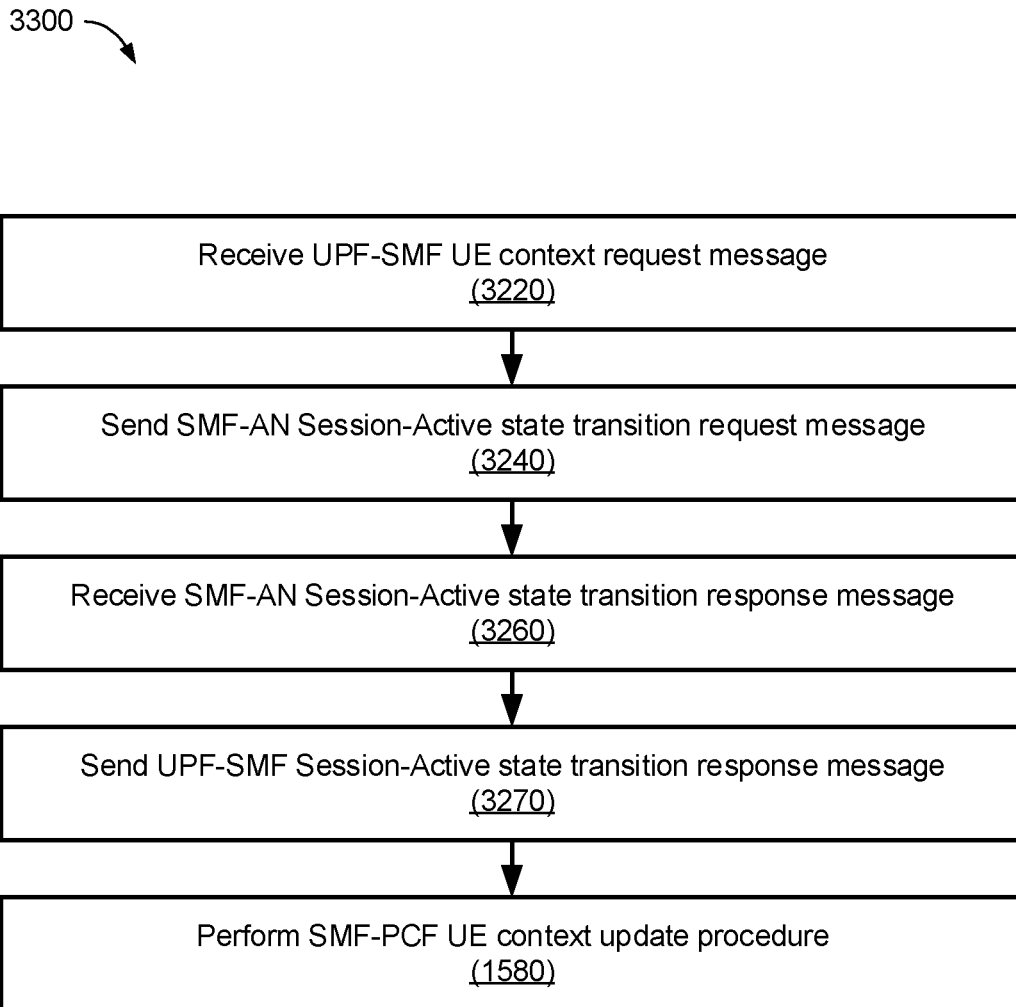 3300
Receive UPF-SMF UE context request message
(3220)
Send SMF-AN Session-Active state transition request message
(3240)
Receive SMF-AN Session-Active state transition response message
(3260)
Send UPF-SMF Session-Active state transition response message
(3270)
Perform SMF-PCF UE context update procedure
(1580)